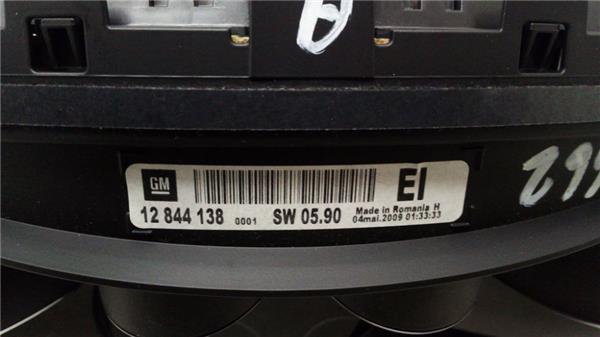 GM
EI
12 844 138 0001 SW 05.90
Made in Romania H
04mai.2009 01:33:33